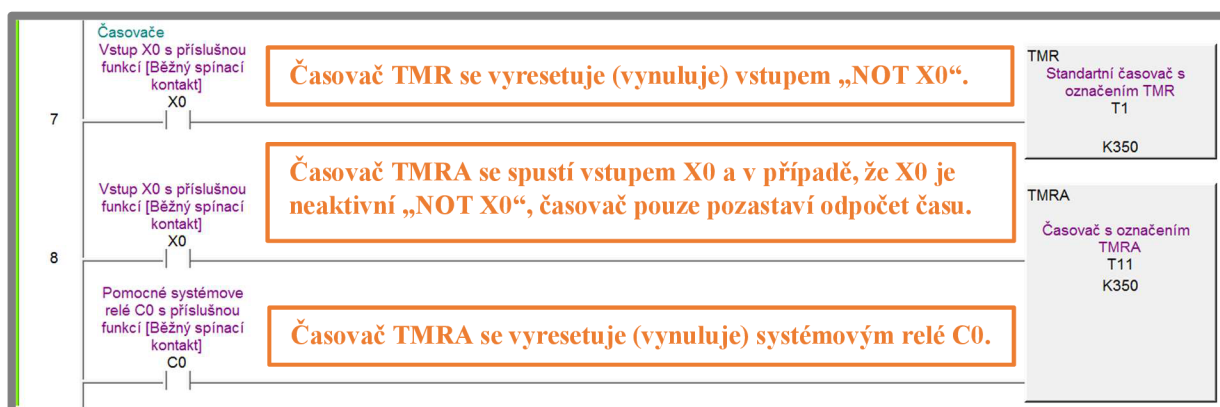 Časovače
Vstup X0 s příslušnou
funkcí [Běžný spínací
kontakt]
X0
7
Časovač TMR se vyresetuje (vynuluje) vstupem „NOT X0“.
TMR
Standartní časovač s
označením TMR
T1
K350
Vstup X0 s příslušnou
funkcí [Běžný spínací
kontakt]
X0
8
Časovač TMRA se spustí vstupem X0 a v případě, že X0 je
neaktivní „NOT X0“, časovač pouze pozastaví odpočet času.
TMRA
Časovač s označením
TMRA
T11
K350
Pomocné systémove
relé C0 s příslušnou
funkcí [Běžný spínací
kontakt]
C0
Časovač TMRA se vyresetuje (vynuluje) systémovým relé C0.